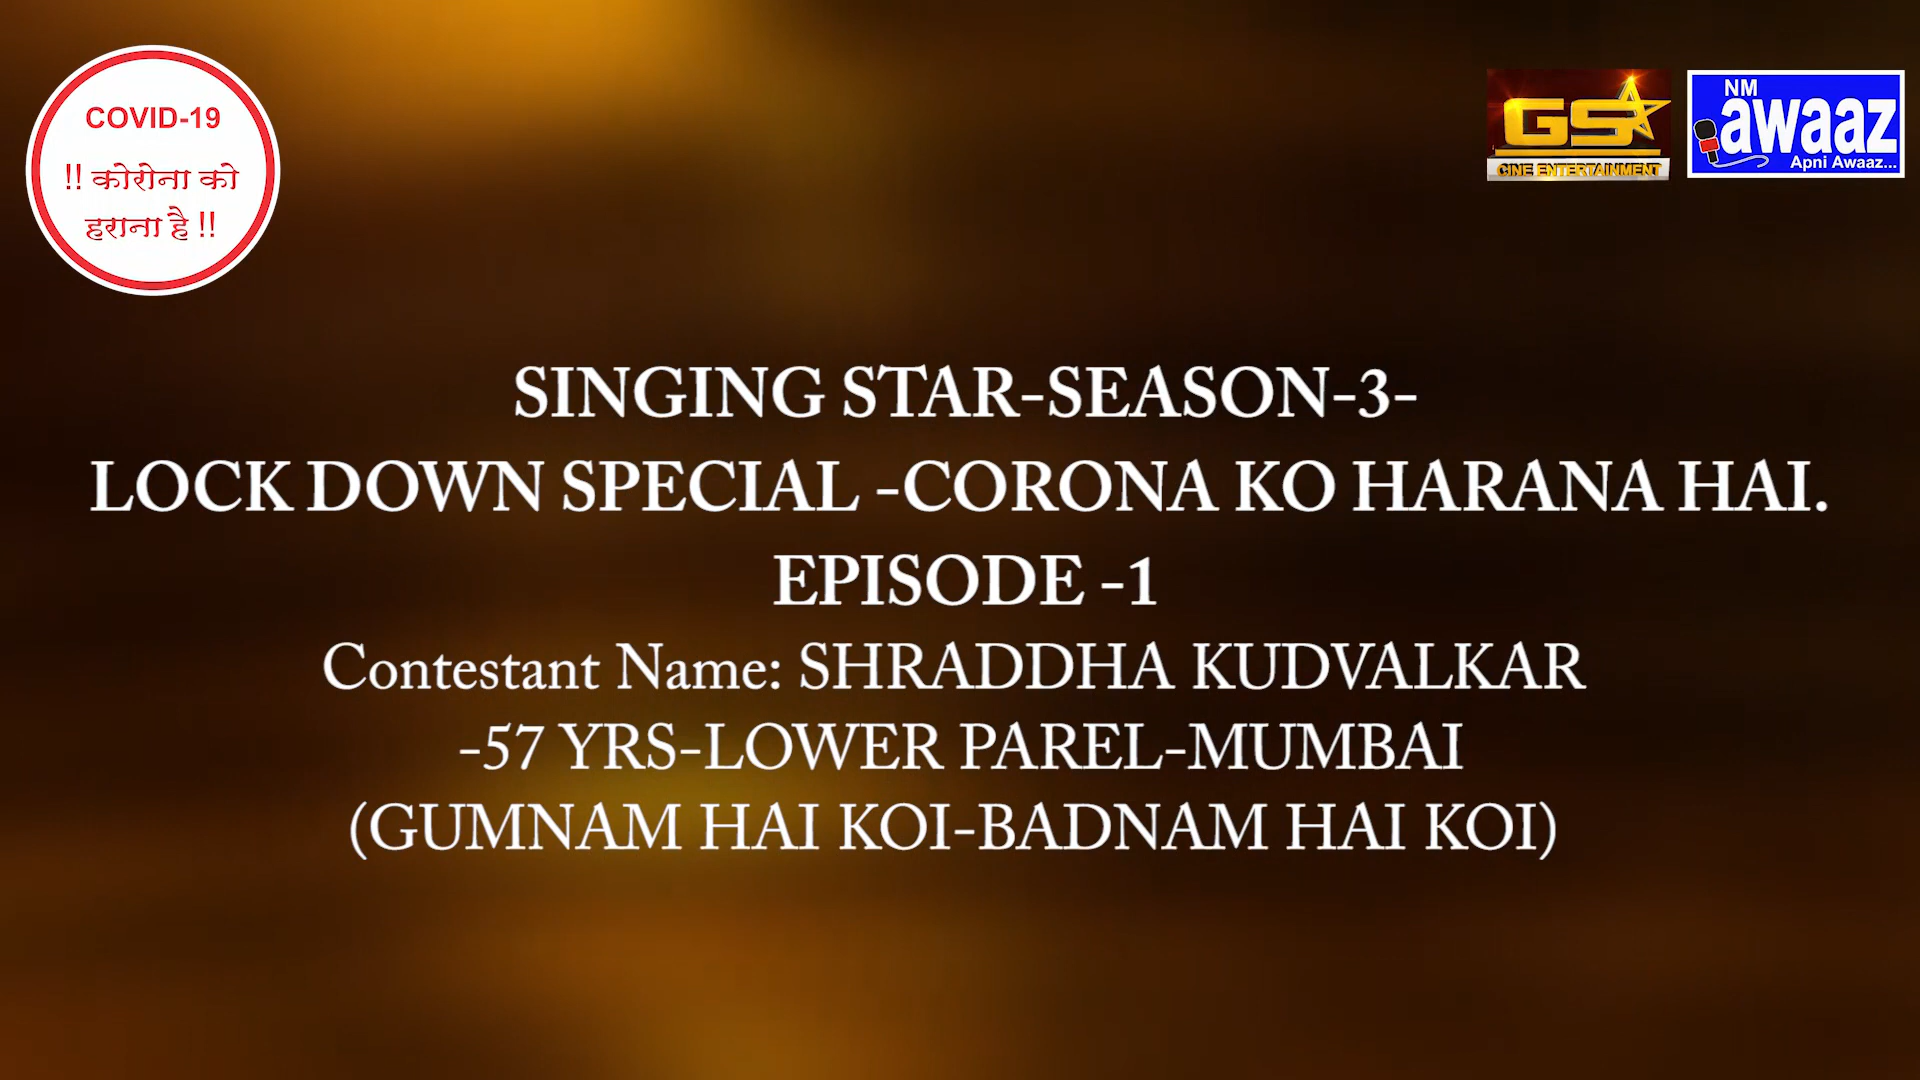 COVID-19
!! कोरोना को
हराना है !!
GS
CINE ENTERTAINMENT
NM
awaaz
Apni Awaaz...
SINGING STAR-SEASON-3-
LOCK DOWN SPECIAL -CORONA KO HARANA HAI.
EPISODE -1
Contestant Name: SHRADDHA KUDVALKAR
-57 YRS-LOWER PAREL-MUMBAI
(GUMNAM HAI KOI-BADNAM HAI KOI)